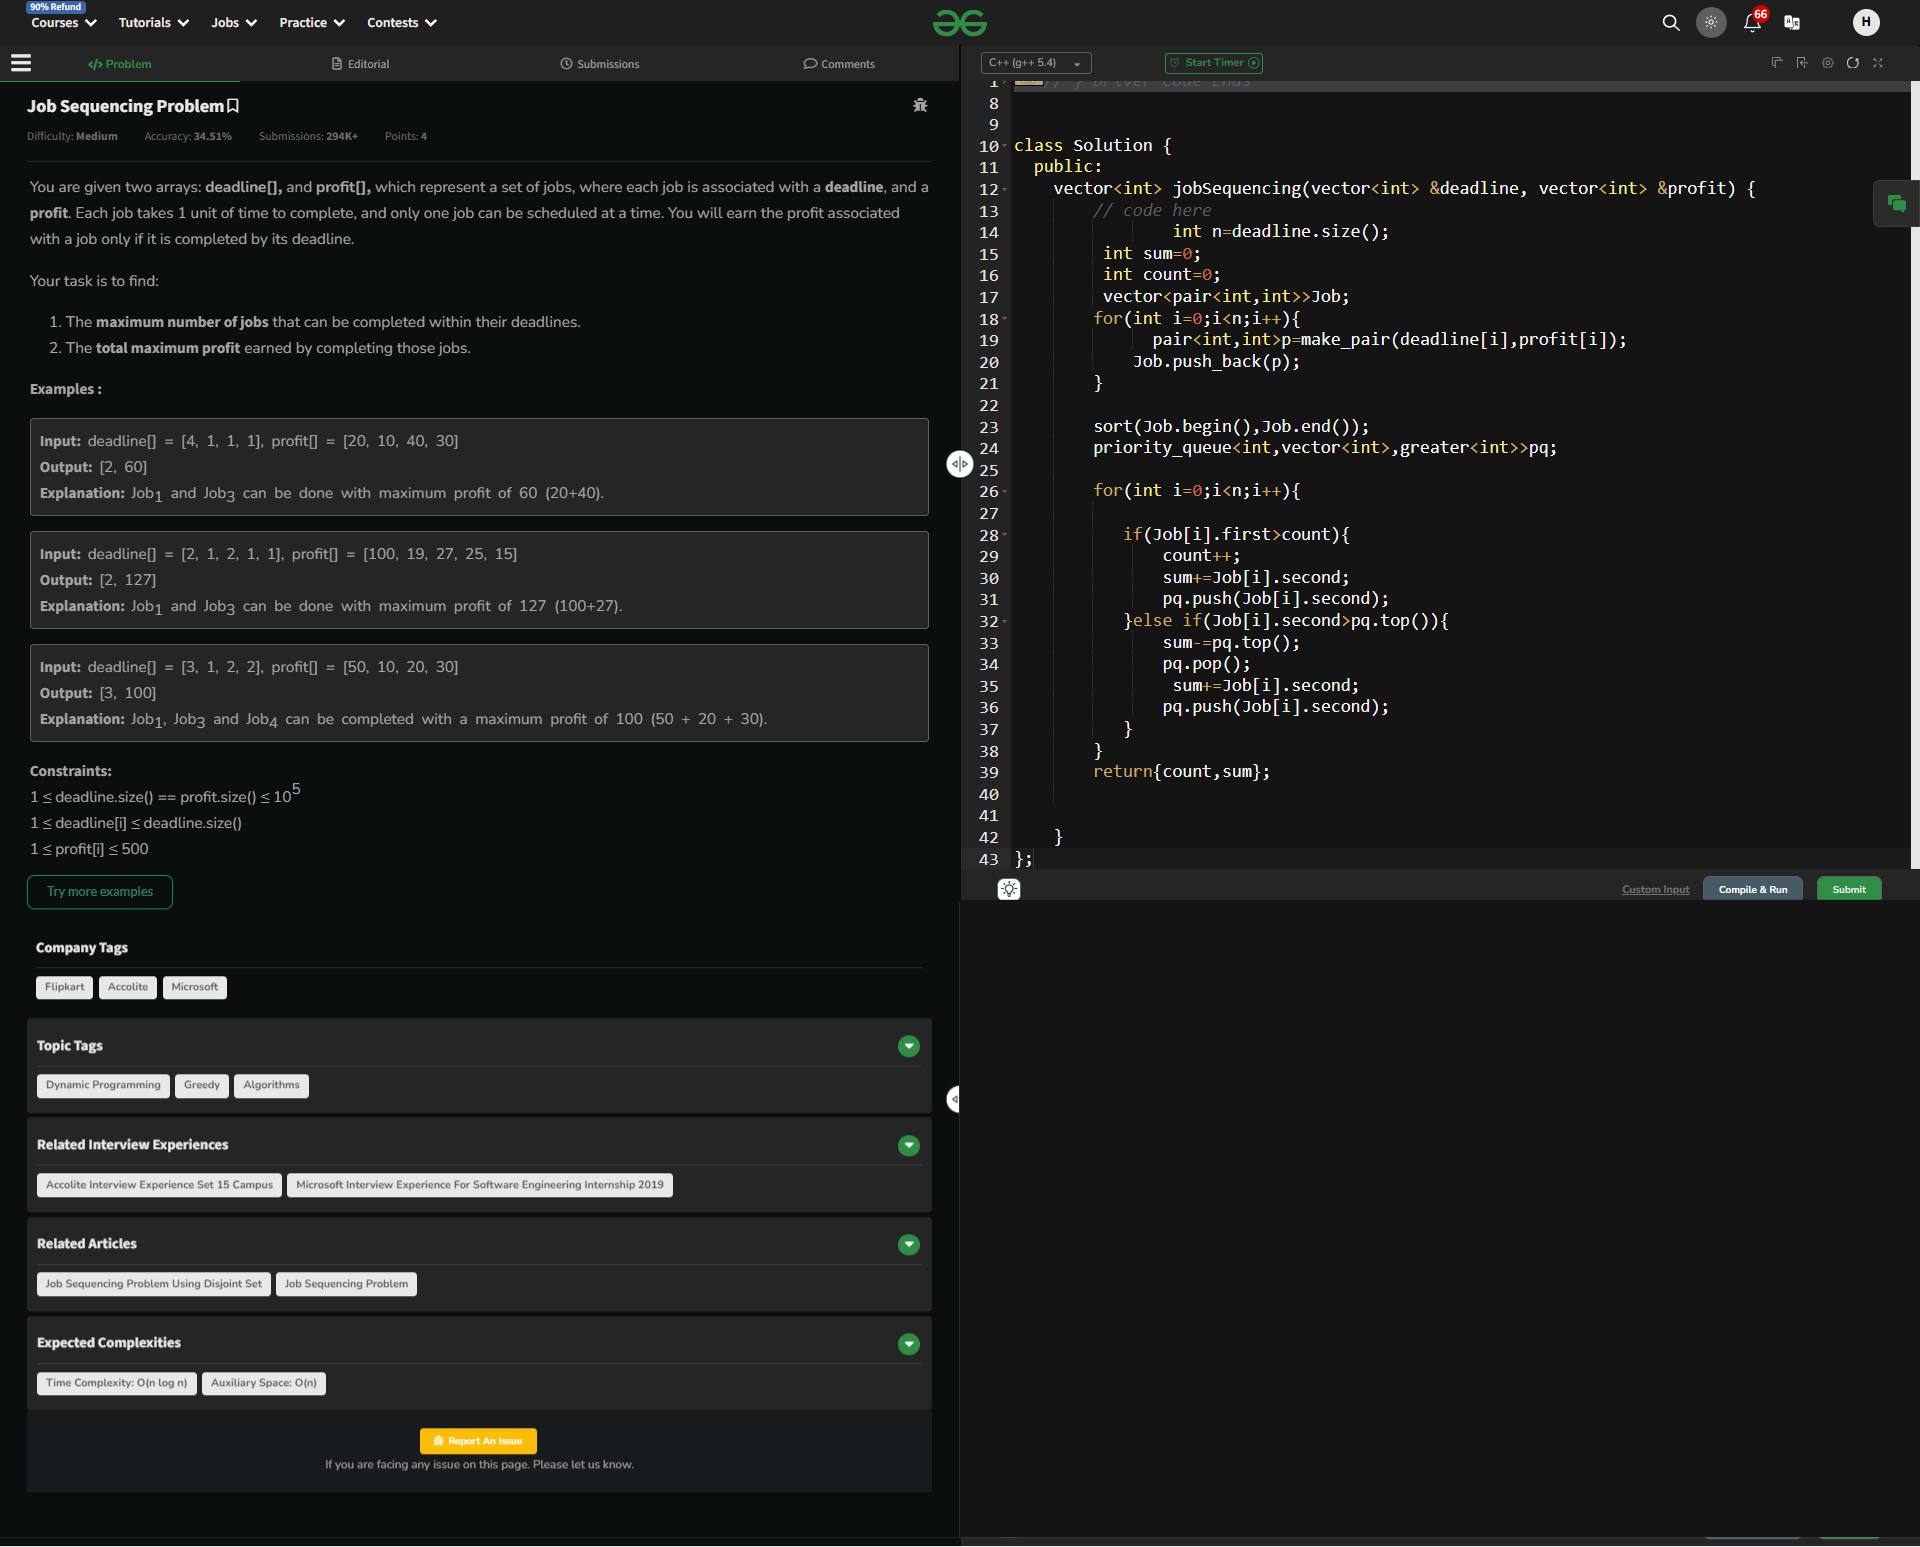 90% Refund
Courses Tutorials Jobs Practice Contests
66
H
</> Problem Editorial Submissions Comments
C++ (g++ 5.4) Start Timer
Job Sequencing Problem
Difficulty: Medium Accuracy: 34.51% Submissions: 294K+ Points: 4
You are given two arrays: deadline[], and profit[], which represent a set of jobs, where each job is associated with a deadline, and a
profit. Each job takes 1 unit of time to complete, and only one job can be scheduled at a time. You will earn the profit associated
with a job only if it is completed by its deadline.
Your task is to find:
1. The maximum number of jobs that can be completed within their deadlines.
2. The total maximum profit earned by completing those jobs.
Examples :
Input: deadline[] = [4, 1, 1, 1], profit[] = [20, 10, 40, 30]
Output: [2, 60]
Explanation: Job1 and Job3 can be done with maximum profit of 60 (20+40).
Input: deadline[] = [2, 1, 2, 1, 1], profit[] = [100, 19, 27, 25, 15]
Output: [2, 127]
Explanation: Job1 and Job3 can be done with maximum profit of 127 (100+27).
Input: deadline[] = [3, 1, 2, 2], profit[] = [50, 10, 20, 30]
Output: [3, 100]
Explanation: Job1, Job3 and Job4 can be completed with a maximum profit of 100 (50 + 20 + 30).
Constraints:
1 ≤ deadline.size() == profit.size() ≤ 10^5
1 ≤ deadline[i] ≤ deadline.size()
1 ≤ profit[i] ≤ 500
Try more examples
Company Tags
Flipkart Accolite Microsoft
Topic Tags
Dynamic Programming Greedy Algorithms
Related Interview Experiences
Accolite Interview Experience Set 15 Campus Microsoft Interview Experience For Software Engineering Internship 2019
Related Articles
Job Sequencing Problem Using Disjoint Set Job Sequencing Problem
Expected Complexities
Time Complexity: O(n log n) Auxiliary Space: O(n)
Report An Issue
If you are facing any issue on this page. Please let us know.
1 // } Driver Code Ends
8
9
10 class Solution {
11 public:
12 vector<int> jobSequencing(vector<int> &deadline, vector<int> &profit) {
13 // code here
14 int n=deadline.size();
15 int sum=0;
16 int count=0;
17 vector<pair<int,int>>Job;
18 for(int i=0;i<n;i++){
19 pair<int,int>p=make_pair(deadline[i],profit[i]);
20 Job.push_back(p);
21 }
22
23 sort(Job.begin(),Job.end());
24 priority_queue<int,vector<int>,greater<int>>pq;
25
26 for(int i=0;i<n;i++){
27
28 if(Job[i].first>count){
29 count++;
30 sum+=Job[i].second;
31 pq.push(Job[i].second);
32 }else if(Job[i].second>pq.top()){
33 sum-=pq.top();
34 pq.pop();
35 sum+=Job[i].second;
36 pq.push(Job[i].second);
37 }
38 }
39 return{count,sum};
40
41
42 }
43 };
Custom Input Compile & Run Submit